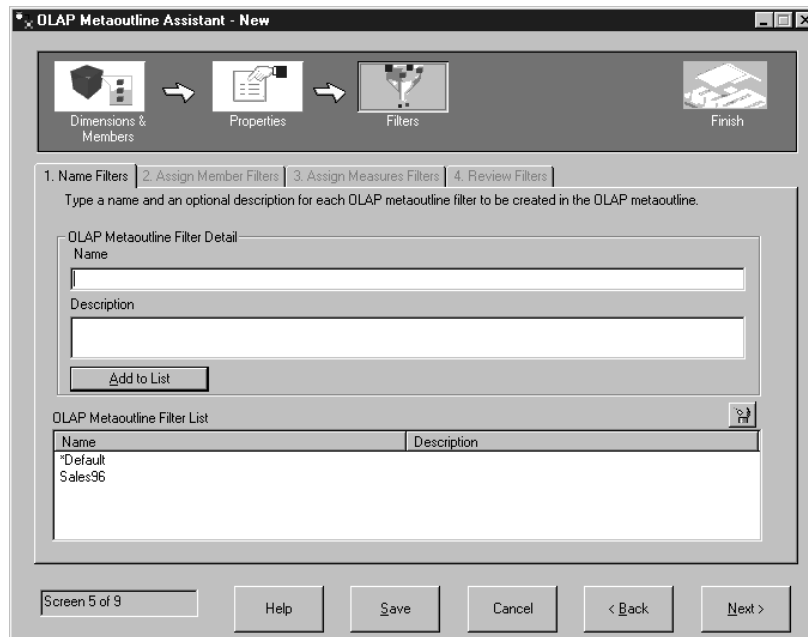 OLAP Metaoutline Assistant - New
Dimensions &
Members
Properties
Filters
Finish
1. Name Filters
2. Assign Member Filters
3. Assign Measures Filters
4. Review Filters
Type a name and an optional description for each OLAP metaoutline filter to be created in the OLAP metaoutline.
OLAP Metaoutline Filter Detail
Name
Description
Add to List
OLAP Metaoutline Filter List
Name
Description
*Default
Sales96
Screen 5 of 9
Help
Save
Cancel
< Back
Next >